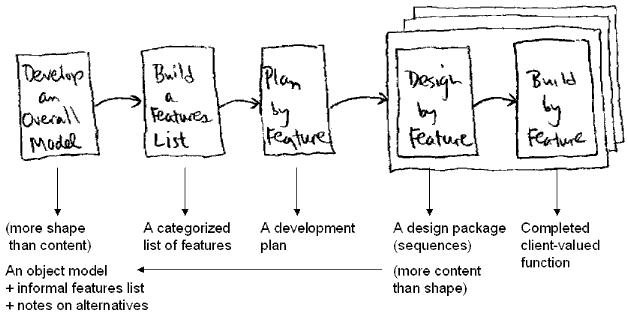 Develop
an
Overall
Model
Build
a
Features
List
Plan
by
Feature
Design
by
Feature
Build
by
Feature
(more shape
than content)
An object model
+ informal features list
+ notes on alternatives
A categorized
list of features
A development
plan
A design package
(sequences)
(more content
than shape)
Completed
client-valued
function